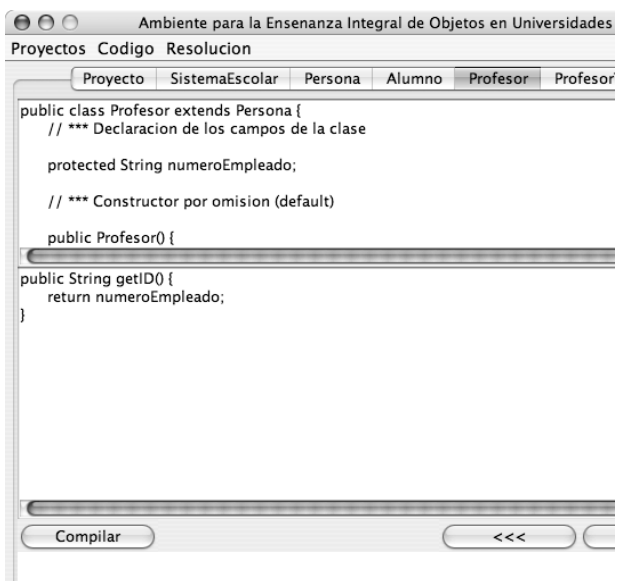 Ambiente para la Ensenanza Integral de Objetos en Universidades
Proyectos Codigo Resolucion
Proyecto SistemaEscolar Persona Alumno Profesor Profesor
public class Profesor extends Persona {
// *** Declaracion de los campos de la clase
protected String numeroEmpleado;
// *** Constructor por omision (default)
public Profesor() {
public String getID() {
return numeroEmpleado;
}
Compilar <<<